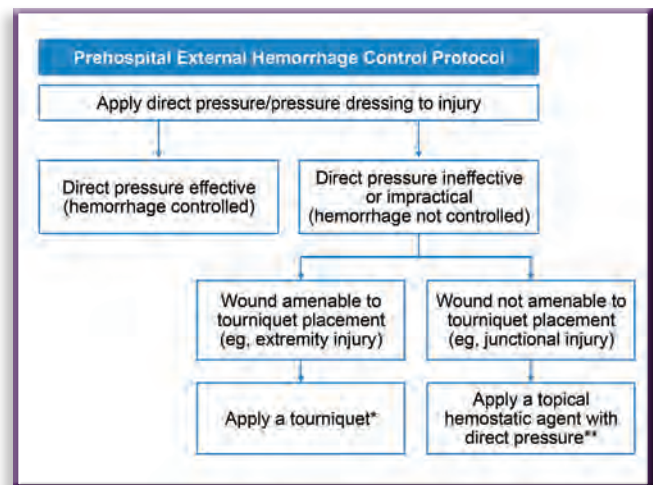 Prehospital External Hemorrhage Control Protocol
Apply direct pressure/pressure dressing to injury
Direct pressure effective
(hemorrhage controlled)
Direct pressure ineffective
or impractical
(hemorrhage not controlled)
Wound amenable to
tourniquet placement
(eg, extremity injury)
Wound not amenable to
tourniquet placement
(eg, junctional injury)
Apply a tourniquet*
Apply a topical
hemostatic agent with
direct pressure**